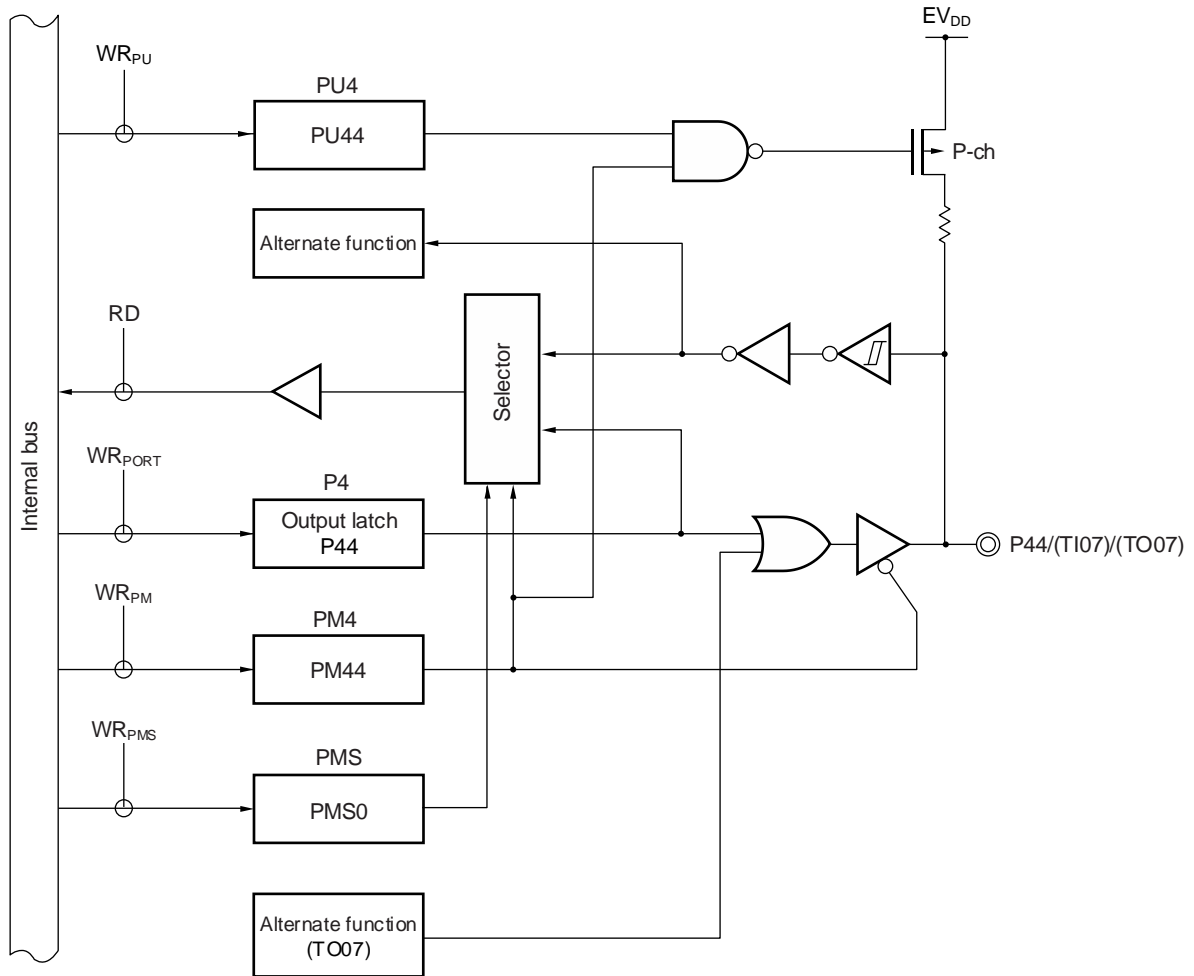 EVDD
WRPU
PU4
PU44
P-ch
Alternate function
RD
Selector
Internal bus
WRPORT
P4
Output latch
P44
P44/(TI07)/(TO07)
WRPM
PM4
PM44
WRPMS
PMS
PMS0
Alternate function
(TO07)